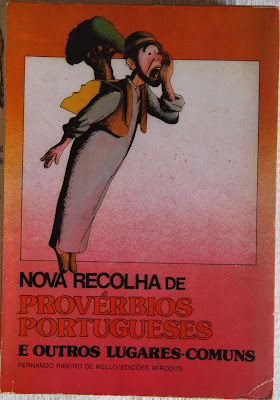 NOVA RECOLHA DE
PROVÉRBIOS
PORTUGUESES
E OUTROS LUGARES-COMUNS
FERNANDO RIBEIRO DE MELLO/EDIÇÕES AFRODITE